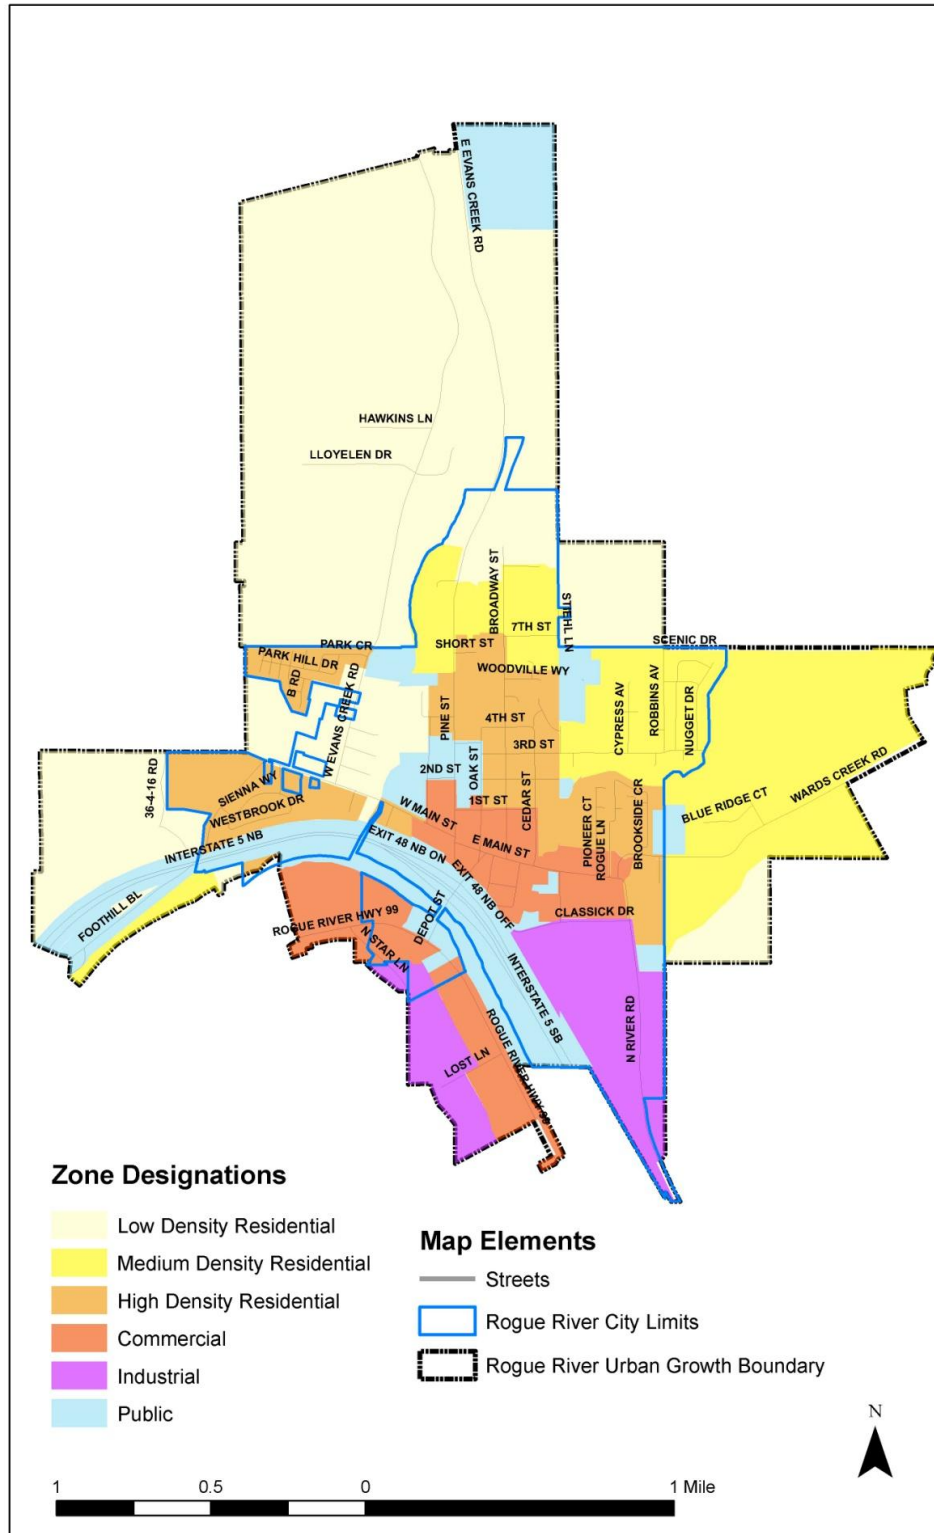 E EVANS CREEK RD
HAWKINS LN
LLOYELEN DR
BROADWAY ST
STIEHL LN
7TH ST
SHORT ST
SCENIC DR
PARK CR
PARK HILL DR
WOODVILLE WY
B RD
W EVANS CREEK RD
PINE ST
CYPRESS AV
ROBBINS AV
NUGGET DR
4TH ST
3RD ST
OAK ST
2ND ST
36-4-16 RD
SIENNA WY
WESTBROOK DR
W MAIN ST
1ST ST
CEDAR ST
PIONEER CT
ROGUE LN
BROOKSIDE CR
BLUE RIDGE CT
WARDS CREEK RD
INTERSTATE 5 NB
EXIT 48 NB ON
E MAIN ST
EXIT 48 NB OFF
FOOTHILL BL
ROGUE RIVER HWY 99
N STAR LN
DEPOT ST
CLASSICK DR
INTERSTATE 5 SB
N RIVER RD
LOST LN
ROGUE RIVER HWY 99
Zone Designations
Low Density Residential
Medium Density Residential
High Density Residential
Commercial
Industrial
Public
Map Elements
Streets
Rogue River City Limits
Rogue River Urban Growth Boundary
N
1 0.5 0 1 Mile